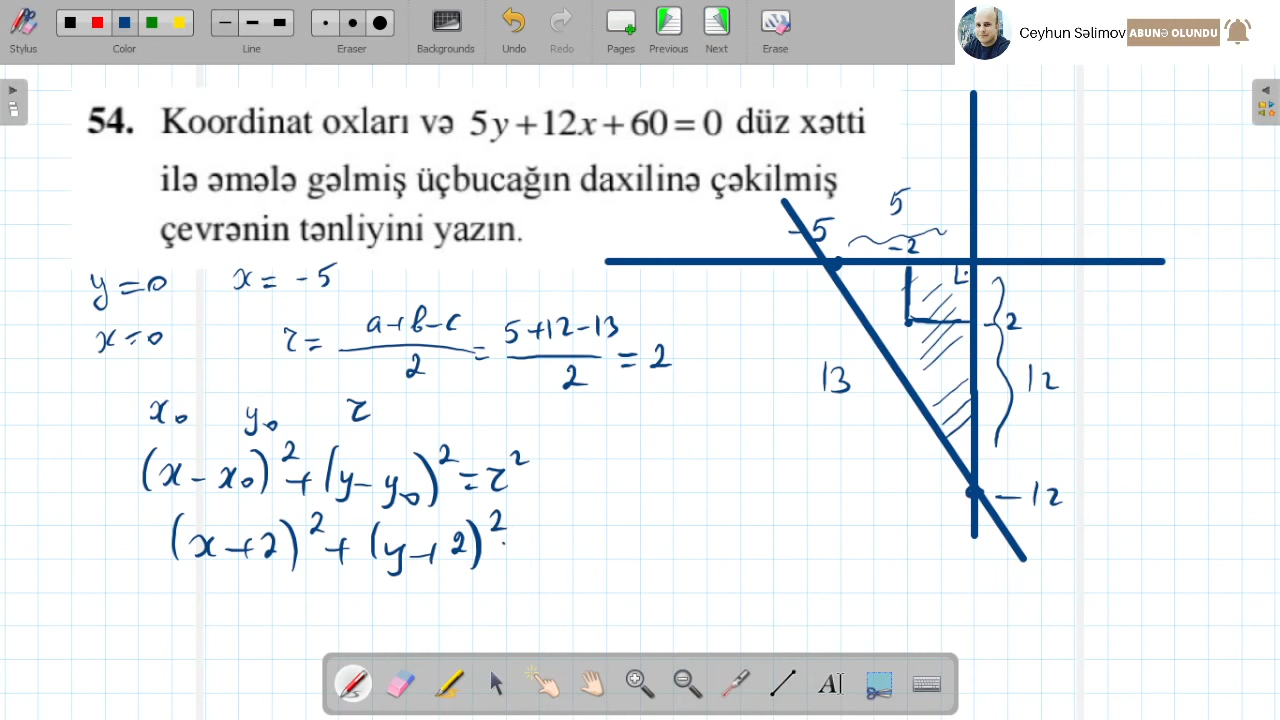 Stylus
Color
Line
Eraser
Backgrounds
Undo
Redo
Pages
Previous
Next
Erase
Ceyhun Səlimov
ABUNƏ OLUNDU
54. Koordinat oxları və 5y+12x+60=0 düz xətti
ilə əmələ gəlmiş üçbucağın daxilinə çəkilmiş
çevrənin tənliyini yazın.
y=0 x=-5
x=0 r = (a+b-c)/2 = (5+12-13)/2 = 2
x₀ y₀ r
(x-x₀)²+(y-y₀)²=r²
(x+2)²+(y+2)²
5
-5
-2
-2
13
12
-12
AI